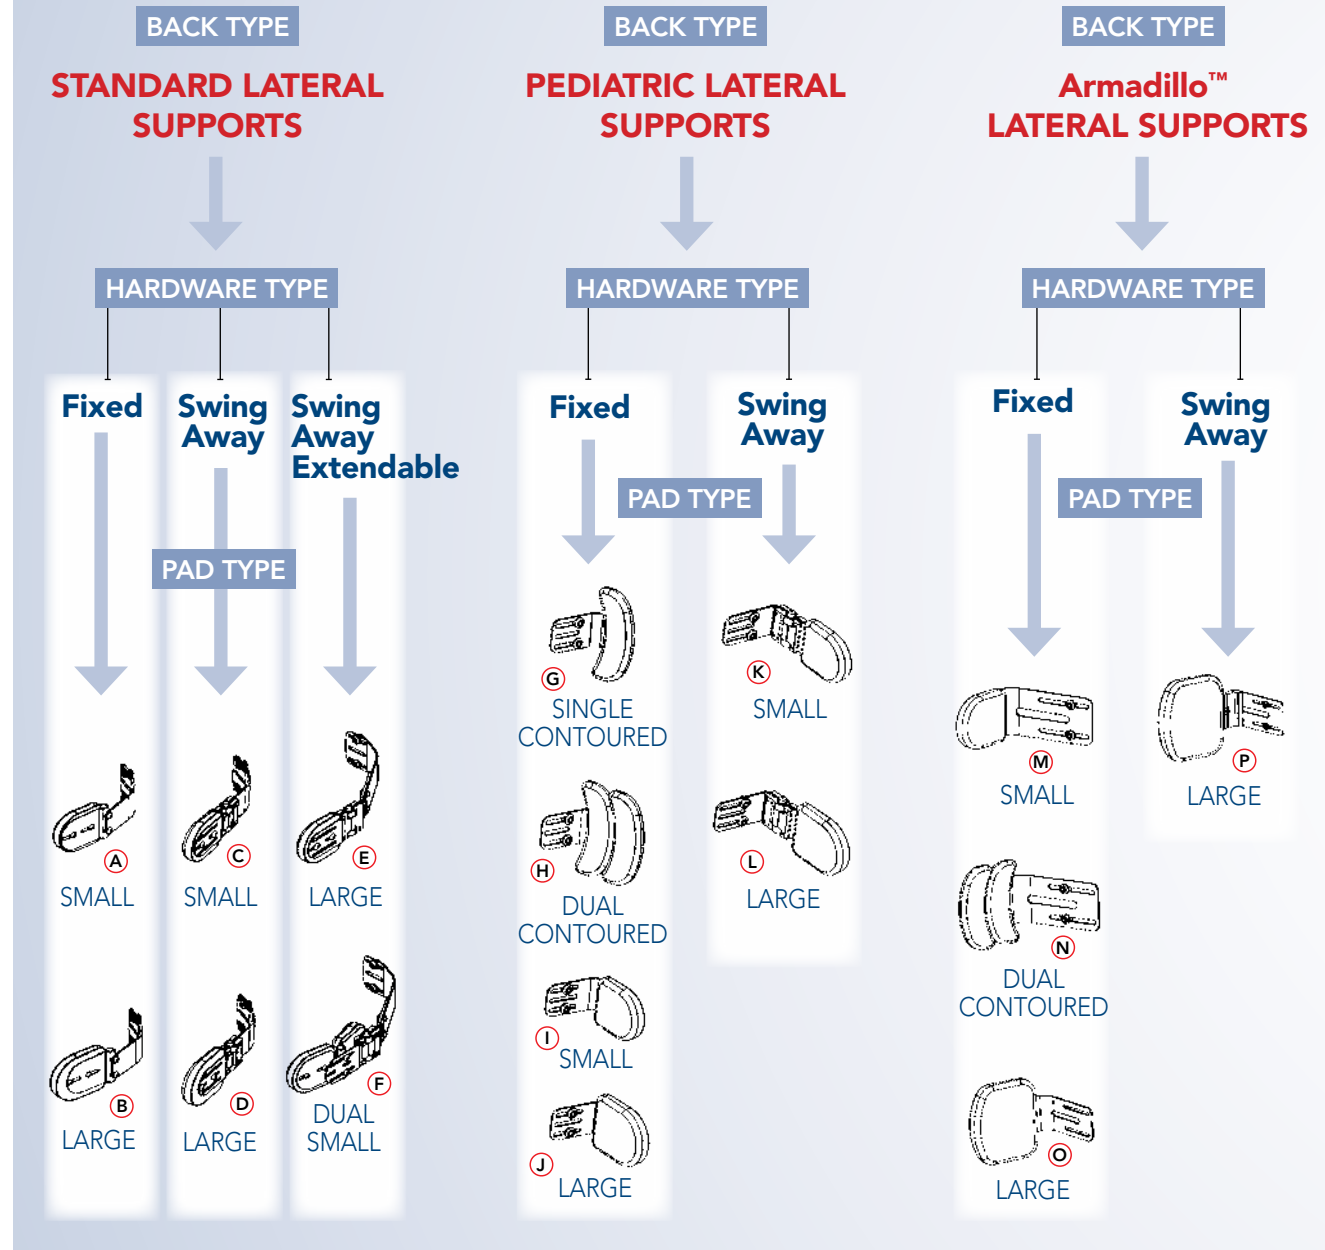 BACK TYPE
STANDARD LATERAL
SUPPORTS
HARDWARE TYPE
Fixed
Swing
Away
Swing
Away
Extendable
PAD TYPE
A
SMALL
C
SMALL
E
LARGE
B
LARGE
D
LARGE
F
DUAL
SMALL
BACK TYPE
PEDIATRIC LATERAL
SUPPORTS
HARDWARE TYPE
Fixed
Swing
Away
PAD TYPE
G
SINGLE
CONTOURED
H
DUAL
CONTOURED
I
SMALL
J
LARGE
K
SMALL
L
LARGE
BACK TYPE
Armadillo™
LATERAL SUPPORTS
HARDWARE TYPE
Fixed
Swing
Away
PAD TYPE
M
SMALL
N
DUAL
CONTOURED
O
LARGE
P
LARGE